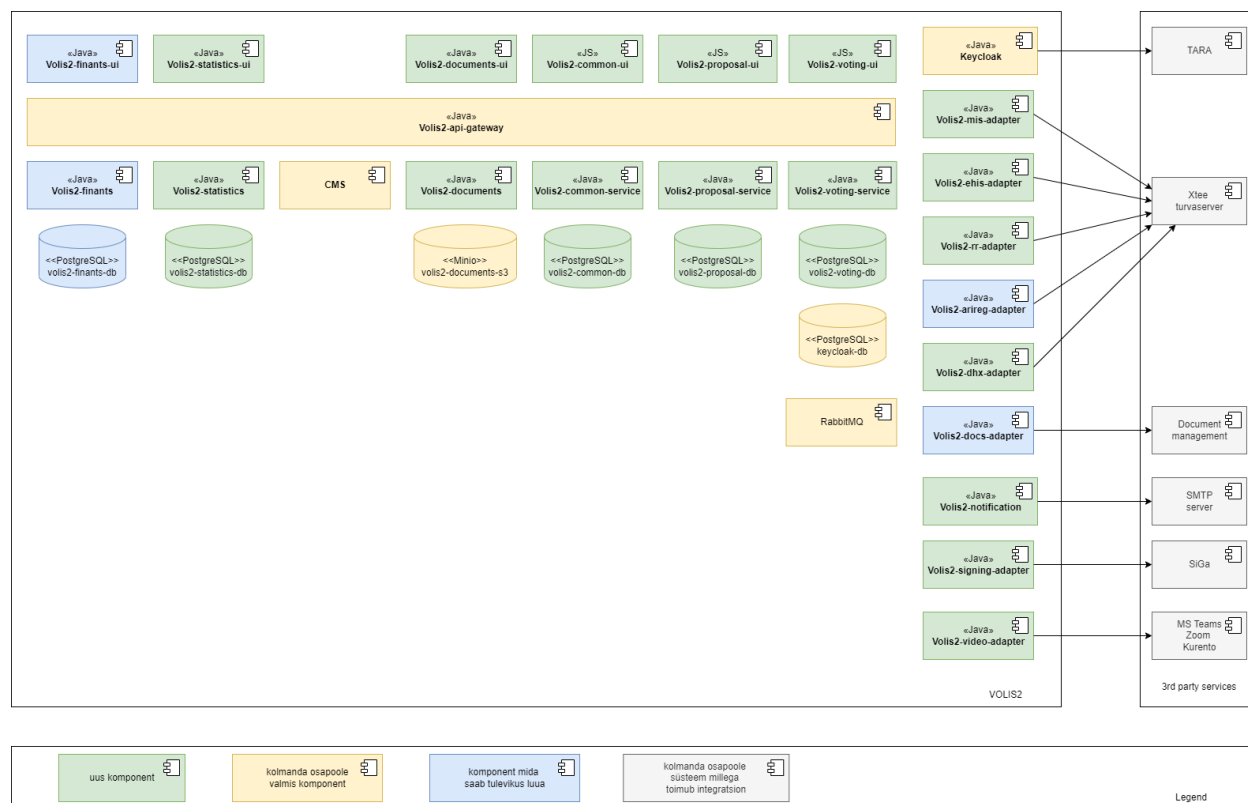 «Java»
Volis2-finants-ui
«Java»
Volis2-statistics-ui
«Java»
Volis2-documents-ui
«JS»
Volis2-common-ui
«JS»
Volis2-proposal-ui
«JS»
Volis2-voting-ui
«Java»
Keycloak
TARA
«Java»
Volis2-api-gateway
«Java»
Volis2-mis-adapter
«Java»
Volis2-finants
«Java»
Volis2-statistics
CMS
«Java»
Volis2-documents
«Java»
Volis2-common-service
«Java»
Volis2-proposal-service
«Java»
Volis2-voting-service
«Java»
Volis2-ehis-adapter
Xtee
turvaserver
<<PostgreSQL>>
volis2-finants-db
<<PostgreSQL>>
volis2-statistics-db
<<Minio>>
volis2-documents-s3
<<PostgreSQL>>
volis2-common-db
<<PostgreSQL>>
volis2-proposal-db
<<PostgreSQL>>
volis2-voting-db
«Java»
Volis2-rr-adapter
«Java»
Volis2-arireg-adapter
<<PostgreSQL>>
keycloak-db
«Java»
Volis2-dhx-adapter
RabbitMQ
«Java»
Volis2-docs-adapter
Document
management
«Java»
Volis2-notification
SMTP
server
«Java»
Volis2-signing-adapter
SiGa
«Java»
Volis2-video-adapter
MS Teams
Zoom
Kurento
VOLIS2
3rd party services
uus komponent
kolmanda osapoole
valmis komponent
komponent mida
saab tulevikus luua
kolmanda osapoole
süsteem millega
toimub integratsion
Legend